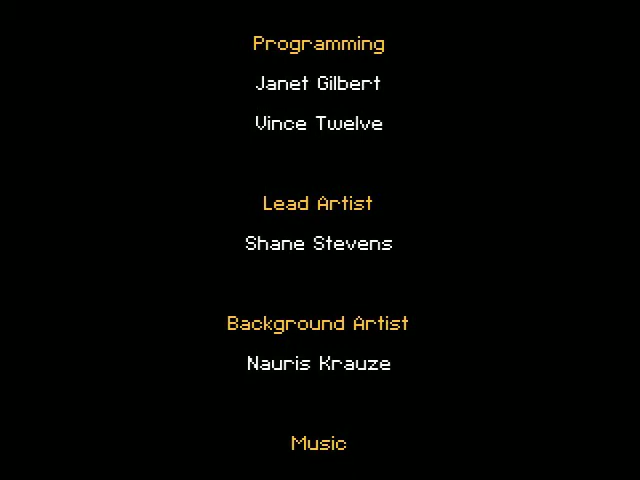 Programming
Janet Gilbert
Vince Twelve
Lead Artist
Shane Stevens
Background Artist
Nauris Krauze
Music